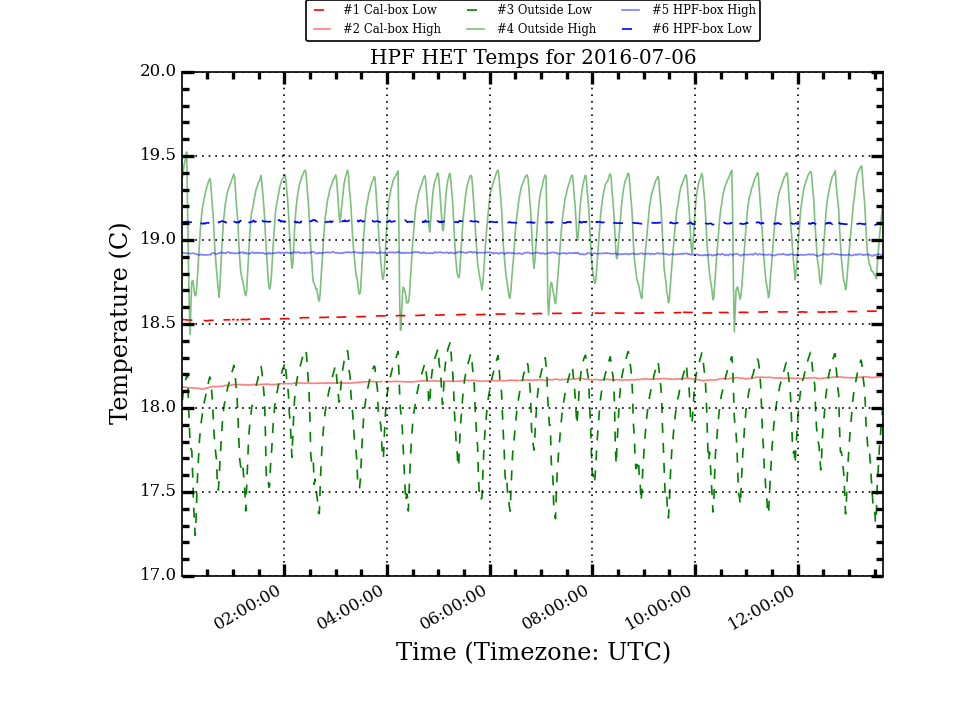 #1 Cal-box Low #3 Outside Low #5 HPF-box High
#2 Cal-box High #4 Outside High #6 HPF-box Low
HPF HET Temps for 2016-07-06
20.0
19.5
19.0
18.5
18.0
17.5
17.0
Temperature (C)
02:00:00 04:00:00 06:00:00 08:00:00 10:00:00 12:00:00
Time (Timezone: UTC)